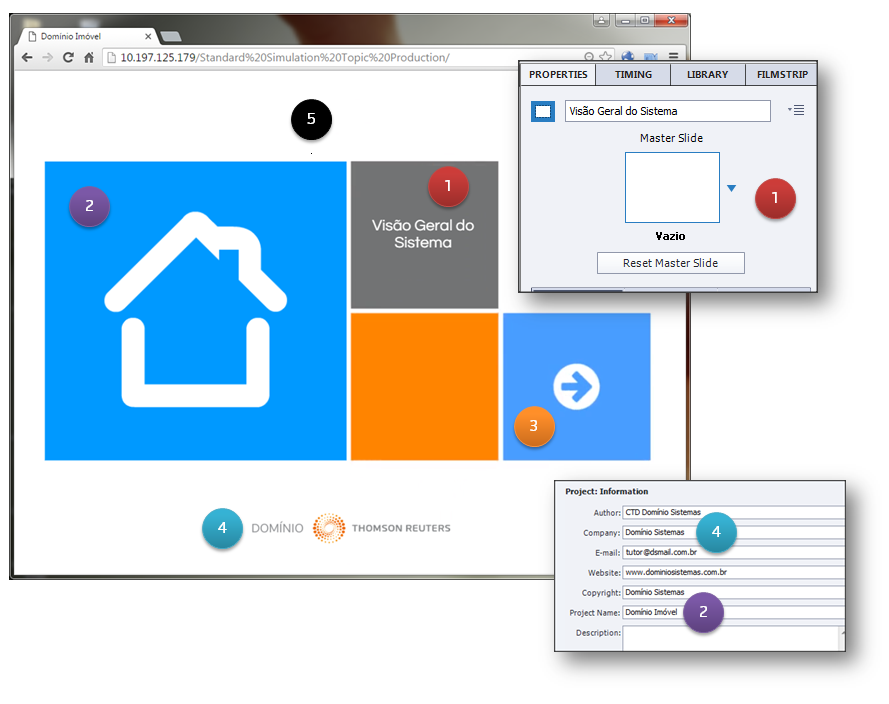 Domínio Imóvel
10.197.125.179/Standard%20Simulation%20Topic%20Production/
PROPERTIES TIMING LIBRARY FILMSTRIP
Visão Geral do Sistema
Master Slide
1
Vazio
Reset Master Slide
5
2
1
Visão Geral do
Sistema
3
4 DOMÍNIO THOMSON REUTERS
Project: Information
Author: CTD Domínio Sistemas
Company: Domínio Sistemas
4
E-mail: tutor@dsmail.com.br
Website: www.dominiosistemas.com.br
Copyright: Domínio Sistemas
Project Name: Domínio Imóvel
2
Description: